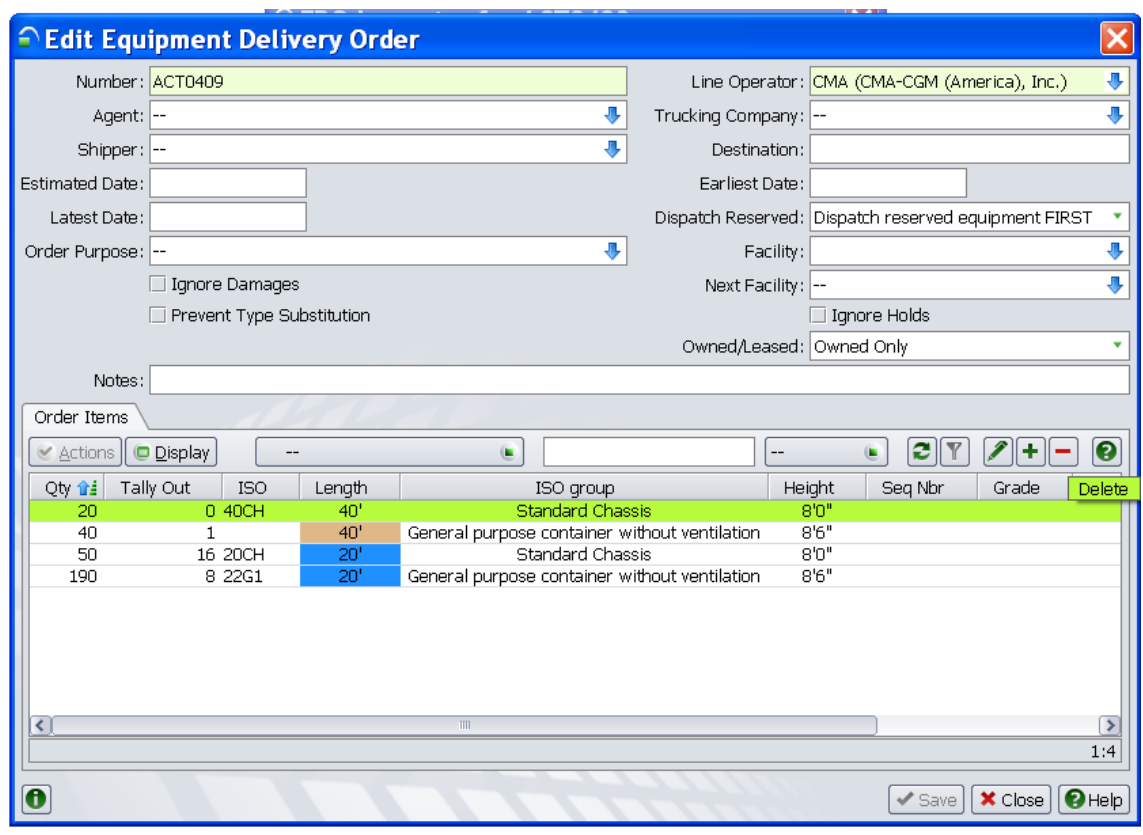 Edit Equipment Delivery Order
Number: ACT0409
Line Operator: CMA (CMA-CGM (America), Inc.)
Agent: --
Trucking Company: --
Shipper: --
Destination:
Estimated Date:
Earliest Date:
Latest Date:
Dispatch Reserved: Dispatch reserved equipment FIRST
Order Purpose: --
Facility:
Ignore Damages
Next Facility: --
Prevent Type Substitution
Ignore Holds
Owned/Leased: Owned Only
Notes:
Order Items
Actions Display -- --
Qty Tally Out ISO Length ISO group Height Seq Nbr Grade Delete
20 0 40CH 40' Standard Chassis 8'0"
40 1 40' General purpose container without ventilation 8'6"
50 16 20CH 20' Standard Chassis 8'0"
190 8 22G1 20' General purpose container without ventilation 8'6"
1:4
Save Close Help